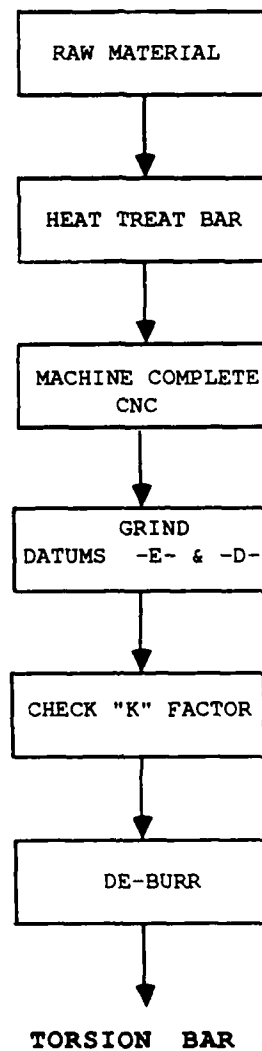 RAW MATERIAL
HEAT TREAT BAR
MACHINE COMPLETE
CNC
GRIND
DATUMS -E- & -D-
CHECK "K" FACTOR
DE-BURR
TORSION BAR